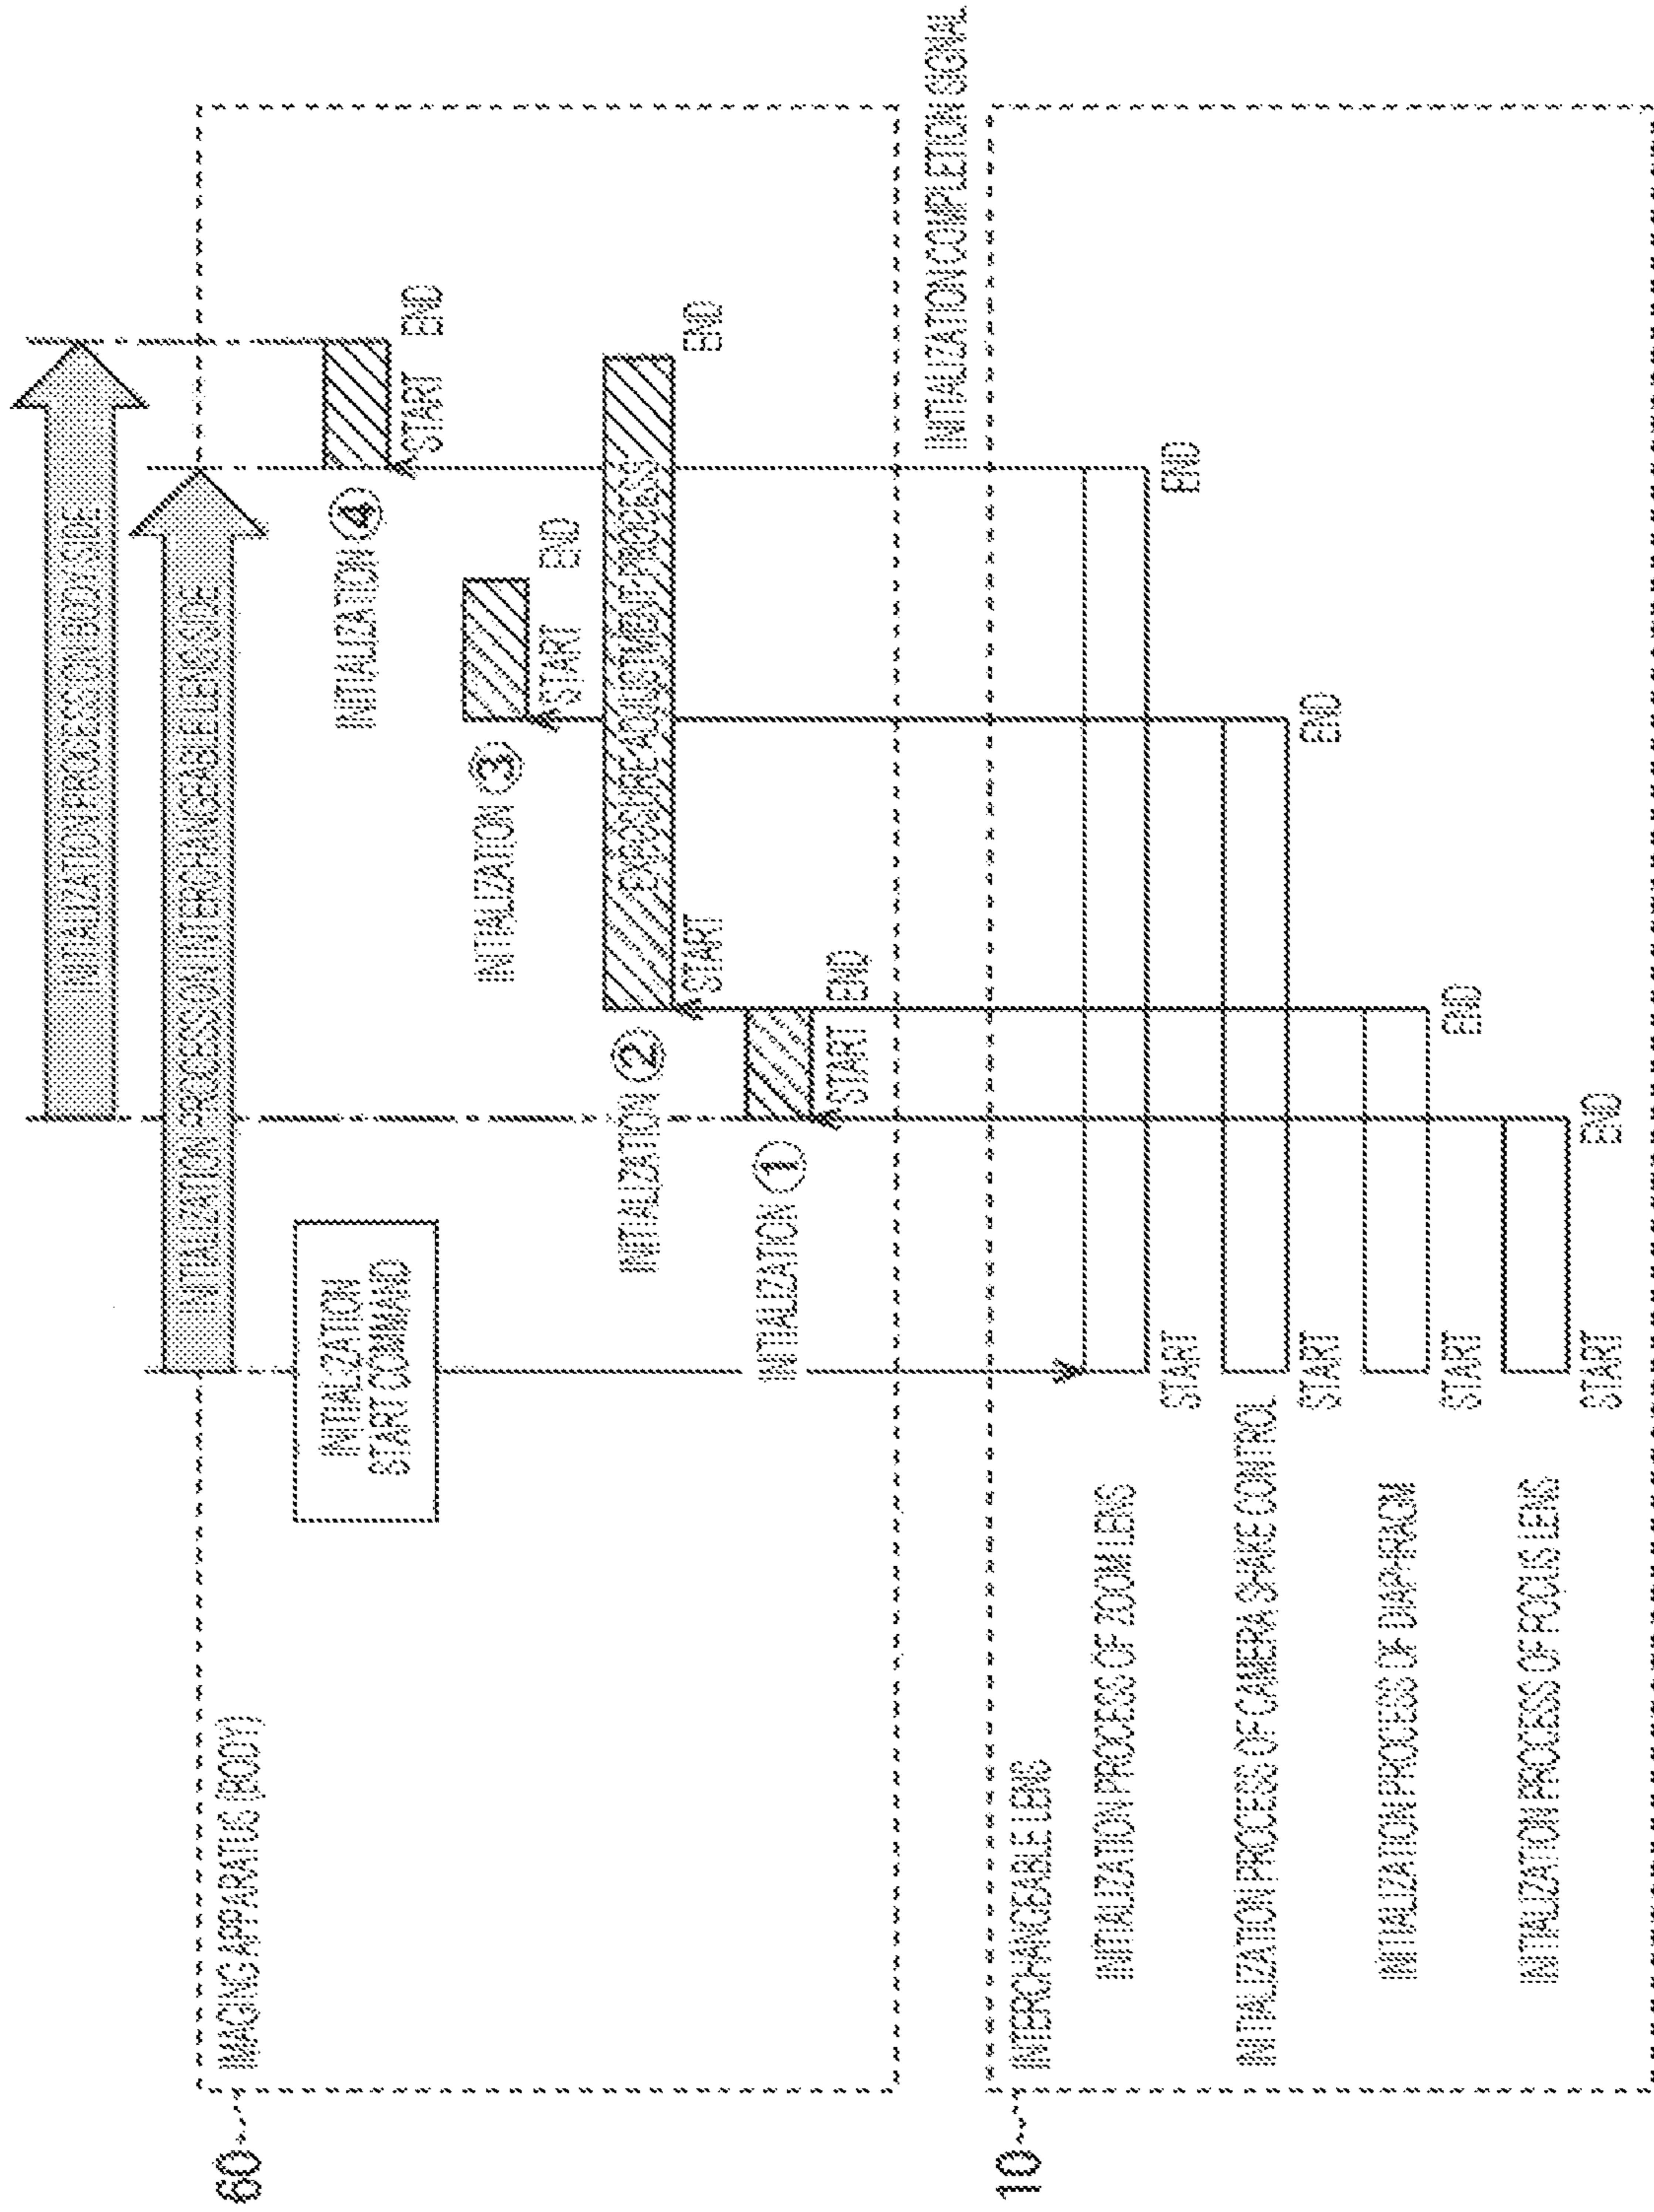 INITIALIZATION PROCESS ON BODY SIDE
INITIALIZATION PROCESS ON INTERCHANGEABLE LENS SIDE
60
IMAGING APPARATUS (BODY)
INITIALIZATION
START COMMAND
INITIALIZATION ④
START
END
INITIALIZATION ③
START
END
INITIALIZATION ②
EXPOSURE ADJUSTMENT PROCESS
START
END
INITIALIZATION ①
START
END
INITIALIZATION COMPLETION SIGNAL
10
INTERCHANGEABLE LENS
INITIALIZATION PROCESS OF ZOOM LENS
START
END
INITIALIZATION PROCESS OF CAMERA SHAKE CONTROL
START
END
INITIALIZATION PROCESS OF DIAPHRAGM
START
END
INITIALIZATION PROCESS OF FOCUS LENS
START
END